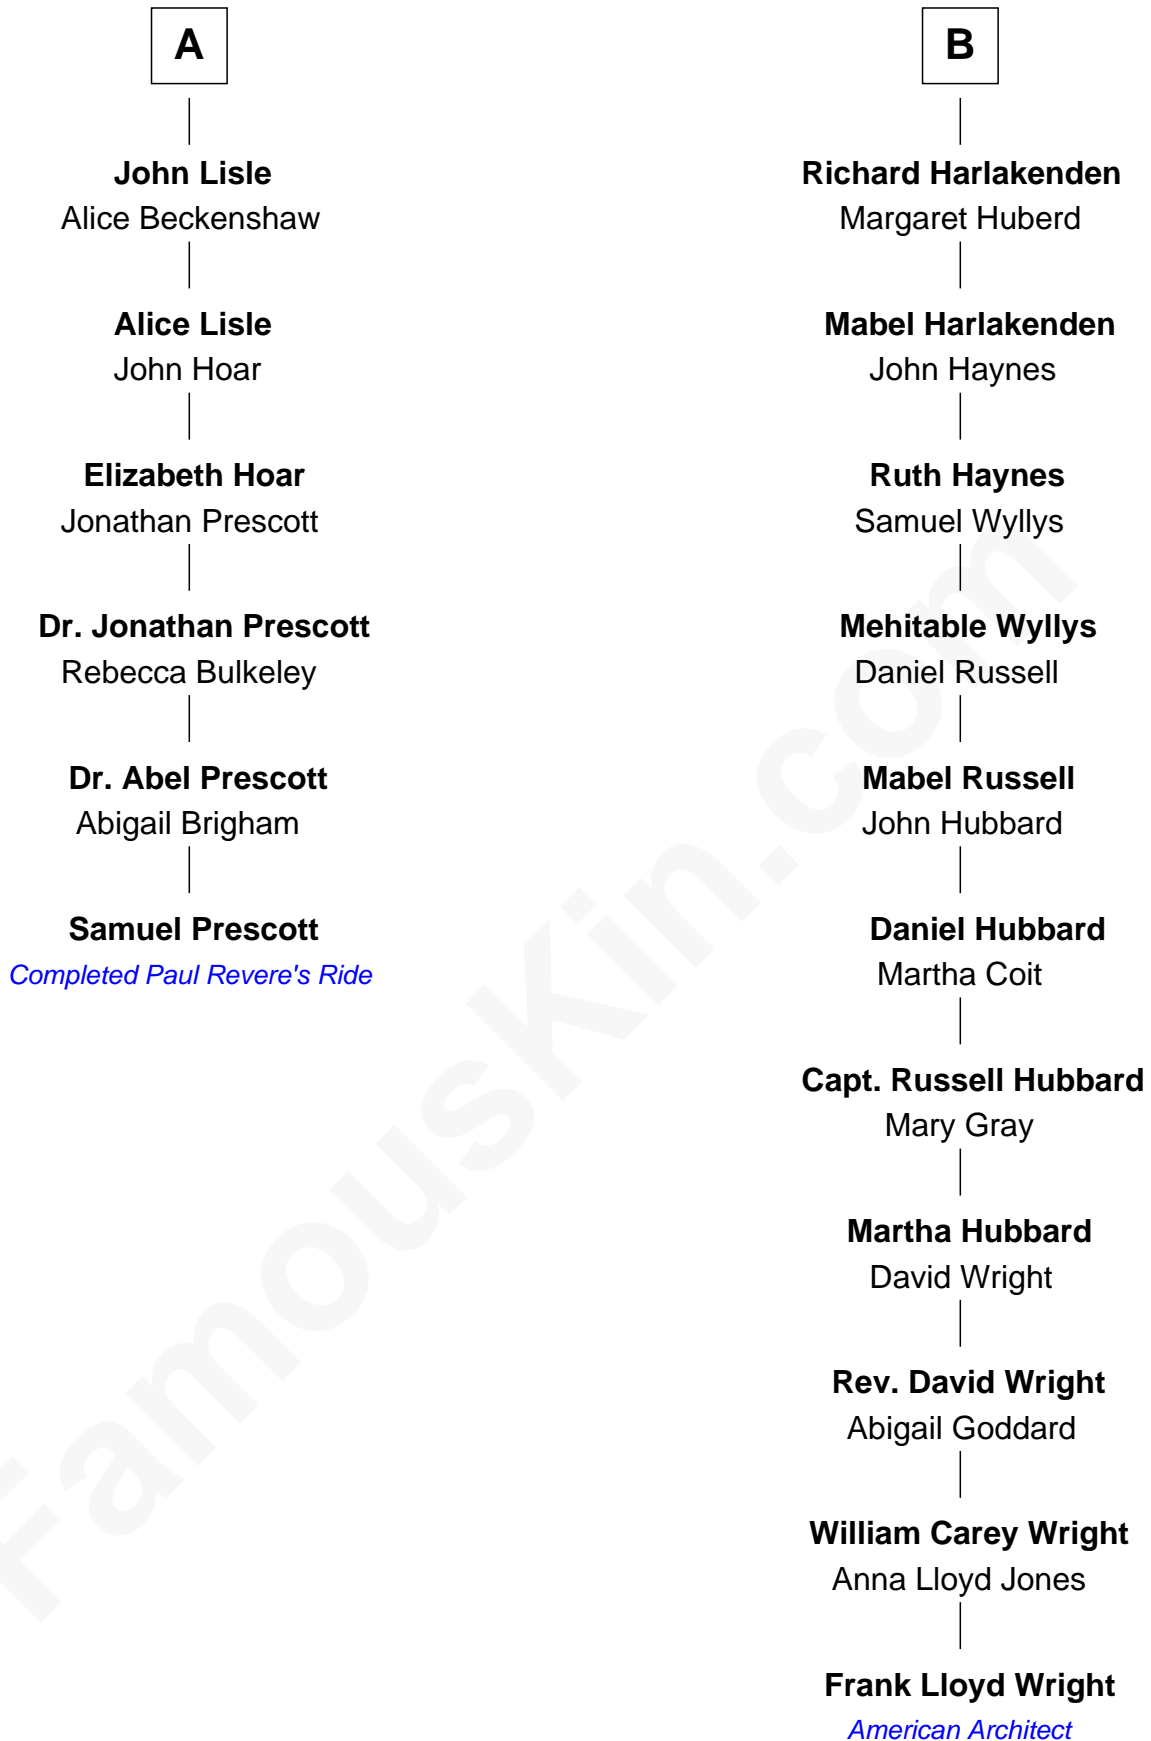 A
John Lisle
Alice Beckenshaw
Alice Lisle
John Hoar
Elizabeth Hoar
Jonathan Prescott
Dr. Jonathan Prescott
Rebecca Bulkeley
Dr. Abel Prescott
Abigail Brigham
Samuel Prescott
Completed Paul Revere's Ride
B
Richard Harlakenden
Margaret Huberd
Mabel Harlakenden
John Haynes
Ruth Haynes
Samuel Wyllys
Mehitable Wyllys
Daniel Russell
Mabel Russell
John Hubbard
Daniel Hubbard
Martha Coit
Capt. Russell Hubbard
Mary Gray
Martha Hubbard
David Wright
Rev. David Wright
Abigail Goddard
William Carey Wright
Anna Lloyd Jones
Frank Lloyd Wright
American Architect
FamousKin.com